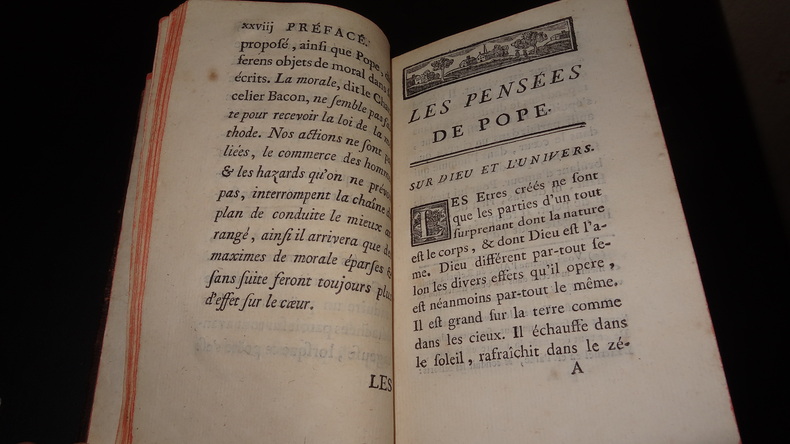 xxviij PRÉFACE.
proposé, ainsi que Pope, 
ferens objets de moral dans
écrits. La morale, dit le Chan
celier Bacon, ne semble pas
te pour recevoir la loi de la
thode. Nos actions ne sont
liées, le commerce des homm
& les hazards qu'on ne prévo
pas, interrompent la chaîne
plan de conduite le mieux ar
rangé, ainsi il arrivera que de
maximes de morale éparses &
sans suite feront toujours plu
d'effet sur le cœur.
LES
LES PENSÉES
DE POPE.
SUR DIEU ET L'UNIVERS.
LES Etres créés ne sont
que les parties d'un tout
surprenant dont la nature
est le corps, & dont Dieu est l'a-
me. Dieu différent par-tout se-
lon les divers effets qu'il opere,
est néanmoins par-tout le même.
Il est grand sur la terre comme
dans les cieux. Il échauffe dans
le soleil, rafraîchit dans le zé-
A